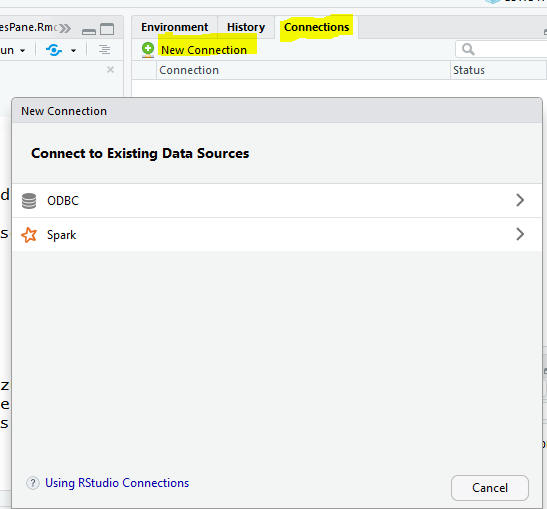 esPane.Rmd
Environment History Connections
un
New Connection
Connection Status
New Connection
Connect to Existing Data Sources
d
ODBC
s
Spark
z
e
s
? Using RStudio Connections
Cancel